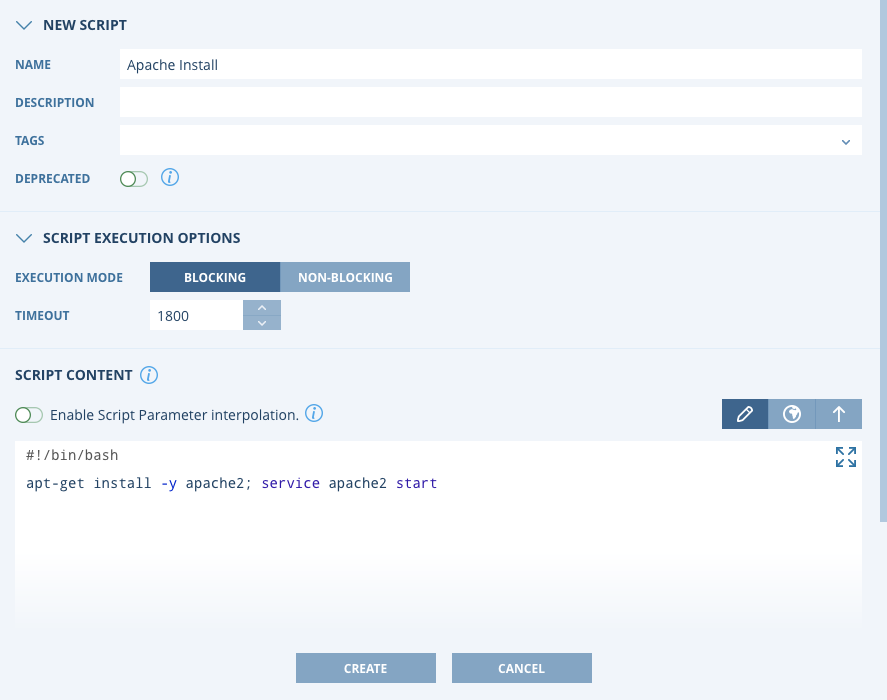 NEW SCRIPT
NAME Apache Install
DESCRIPTION
TAGS
DEPRECATED i
SCRIPT EXECUTION OPTIONS
EXECUTION MODE BLOCKING NON-BLOCKING
TIMEOUT 1800
SCRIPT CONTENT i
Enable Script Parameter interpolation. i
#!/bin/bash
apt-get install -y apache2; service apache2 start
CREATE CANCEL